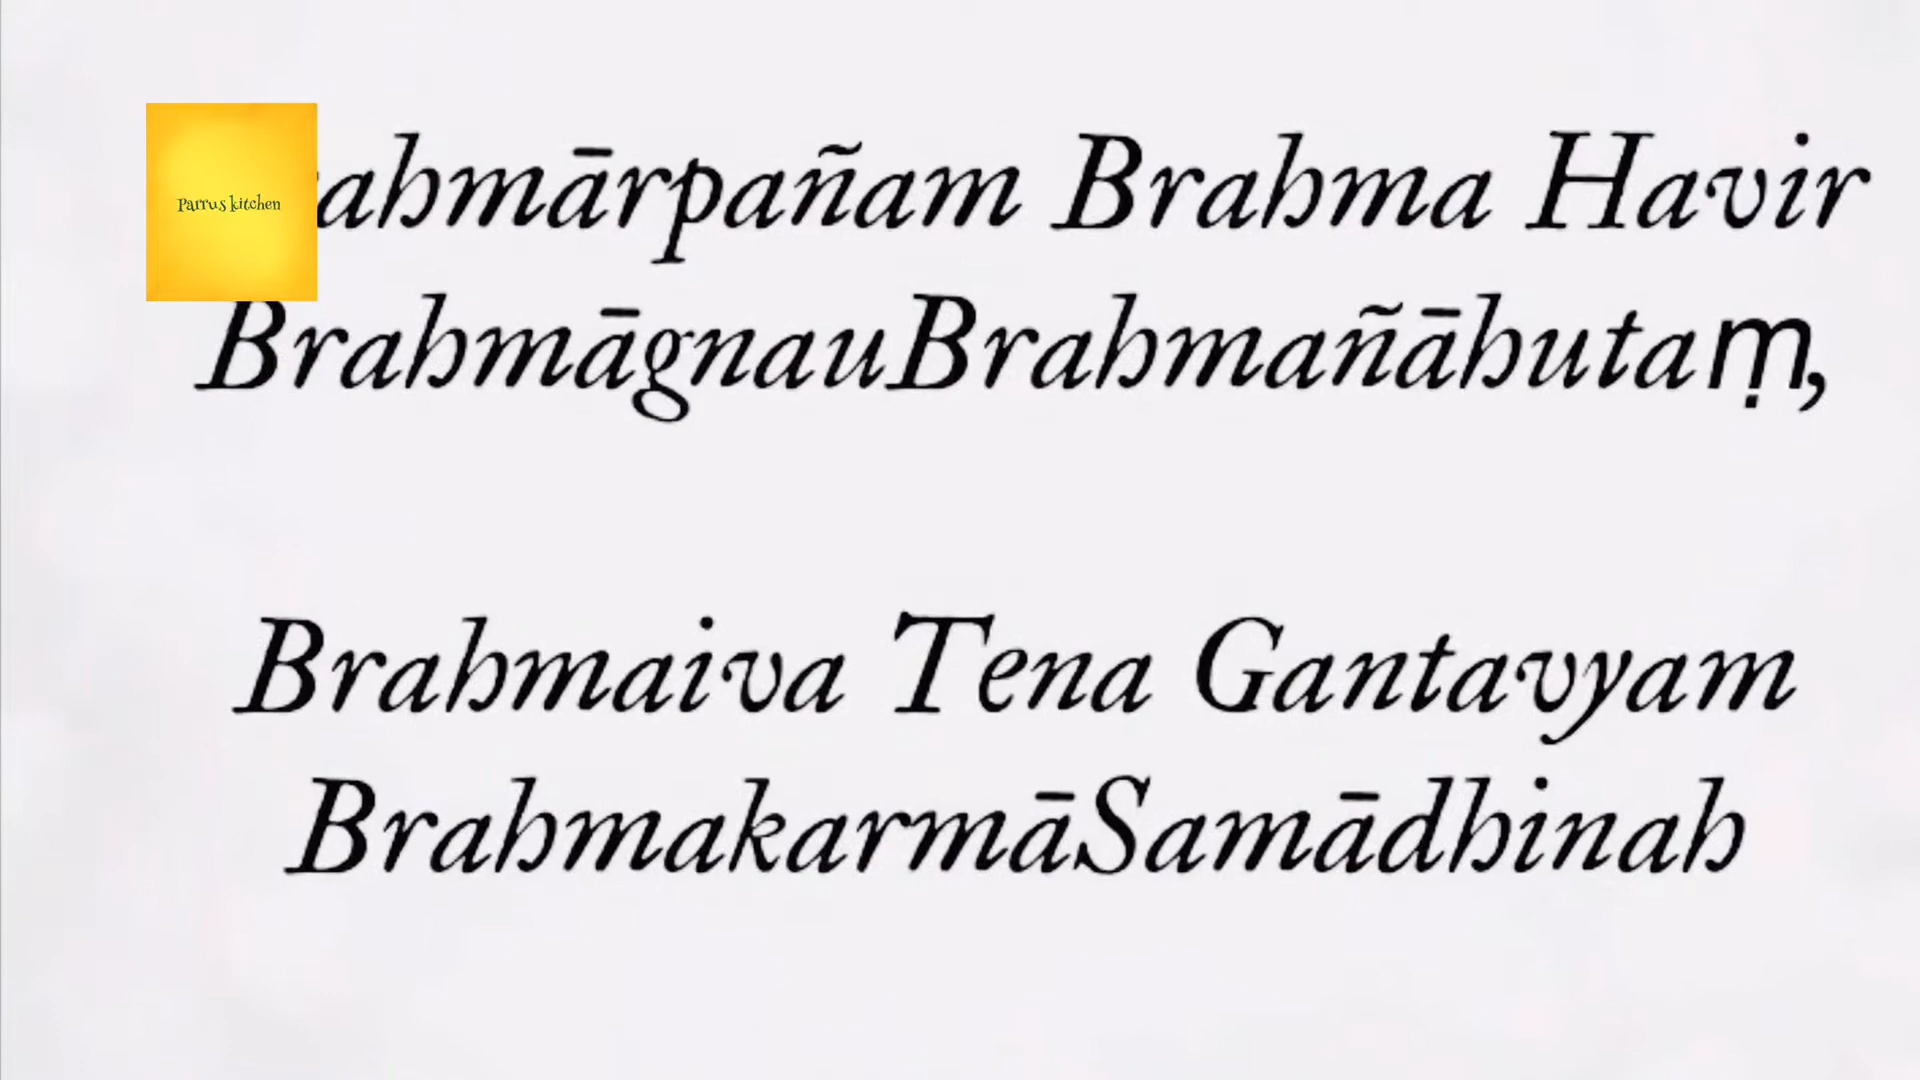 Parrus kitchen
ahmārpañam Brahma Havir
BrahmāgnauBrahmañāhutaṃ,
Brahmaiva Tena Gantavyam
BrahmakarmāSamādhinah